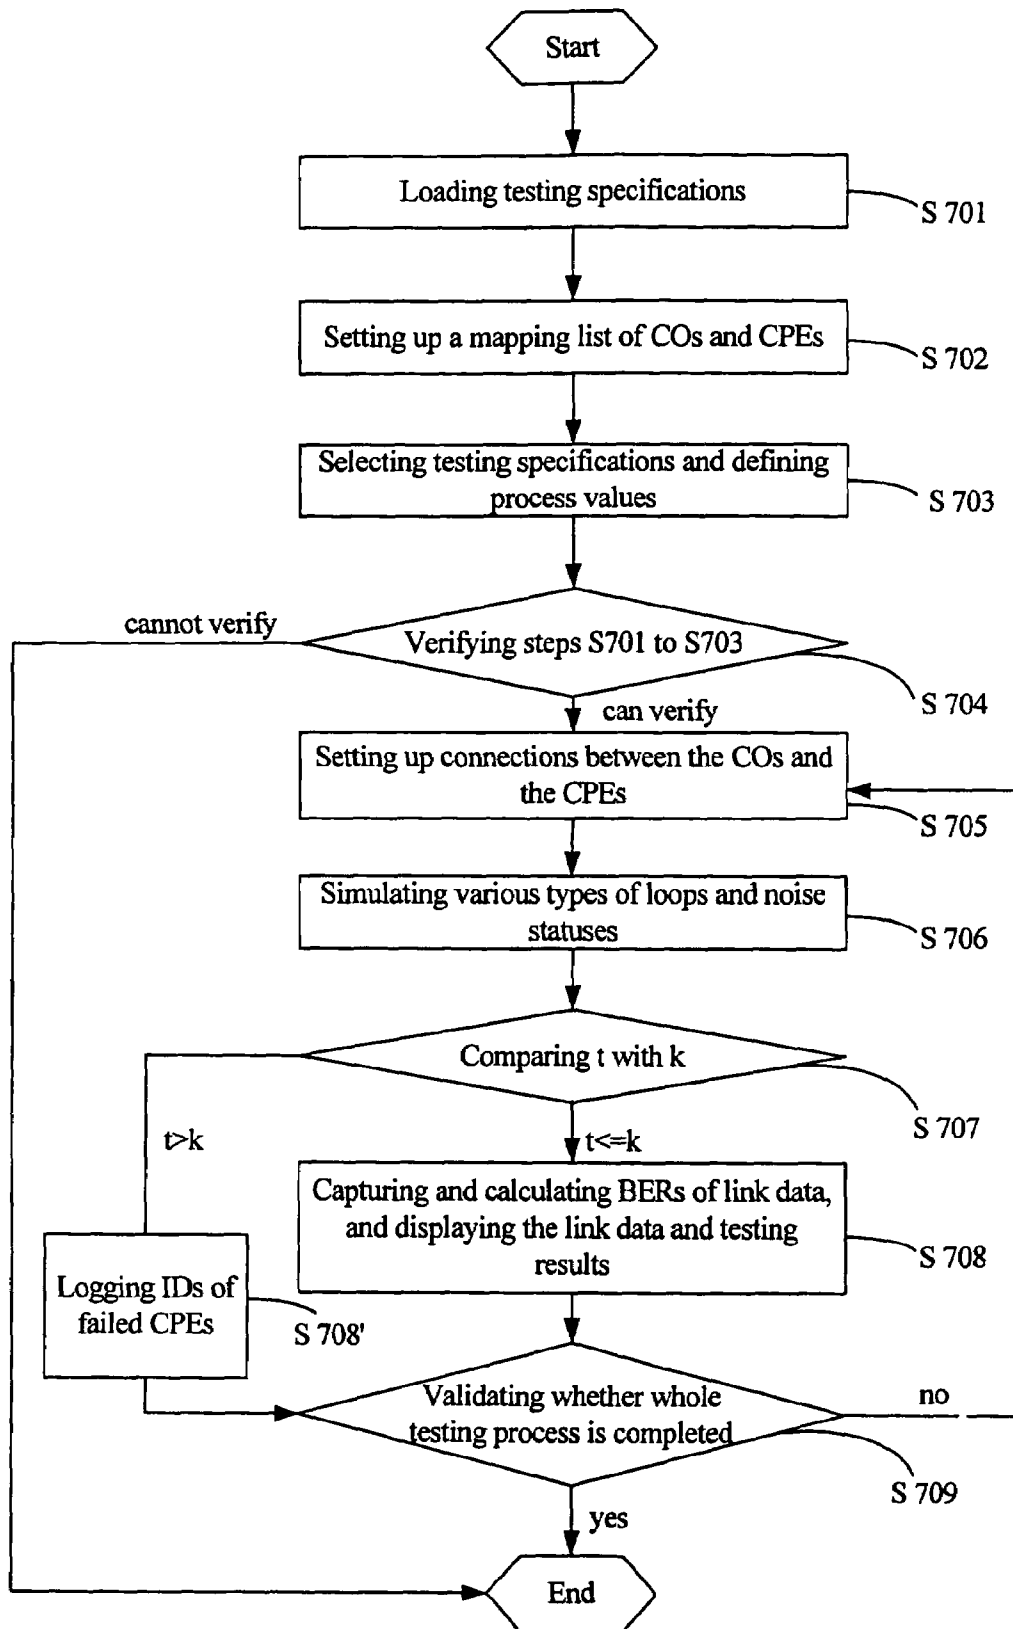 Start
Loading testing specifications
S 701
Setting up a mapping list of COs and CPEs
S 702
Selecting testing specifications and defining
process values
S 703
cannot verify
Verifying steps S701 to S703
S 704
can verify
Setting up connections between the COs and
the CPEs
S 705
Simulating various types of loops and noise
statuses
S 706
Comparing t with k
S 707
t>k
t<=k
Capturing and calculating BERs of link data,
and displaying the link data and testing
results
S 708
Logging IDs of
failed CPEs
S 708'
Validating whether whole
testing process is completed
no
S 709
yes
End